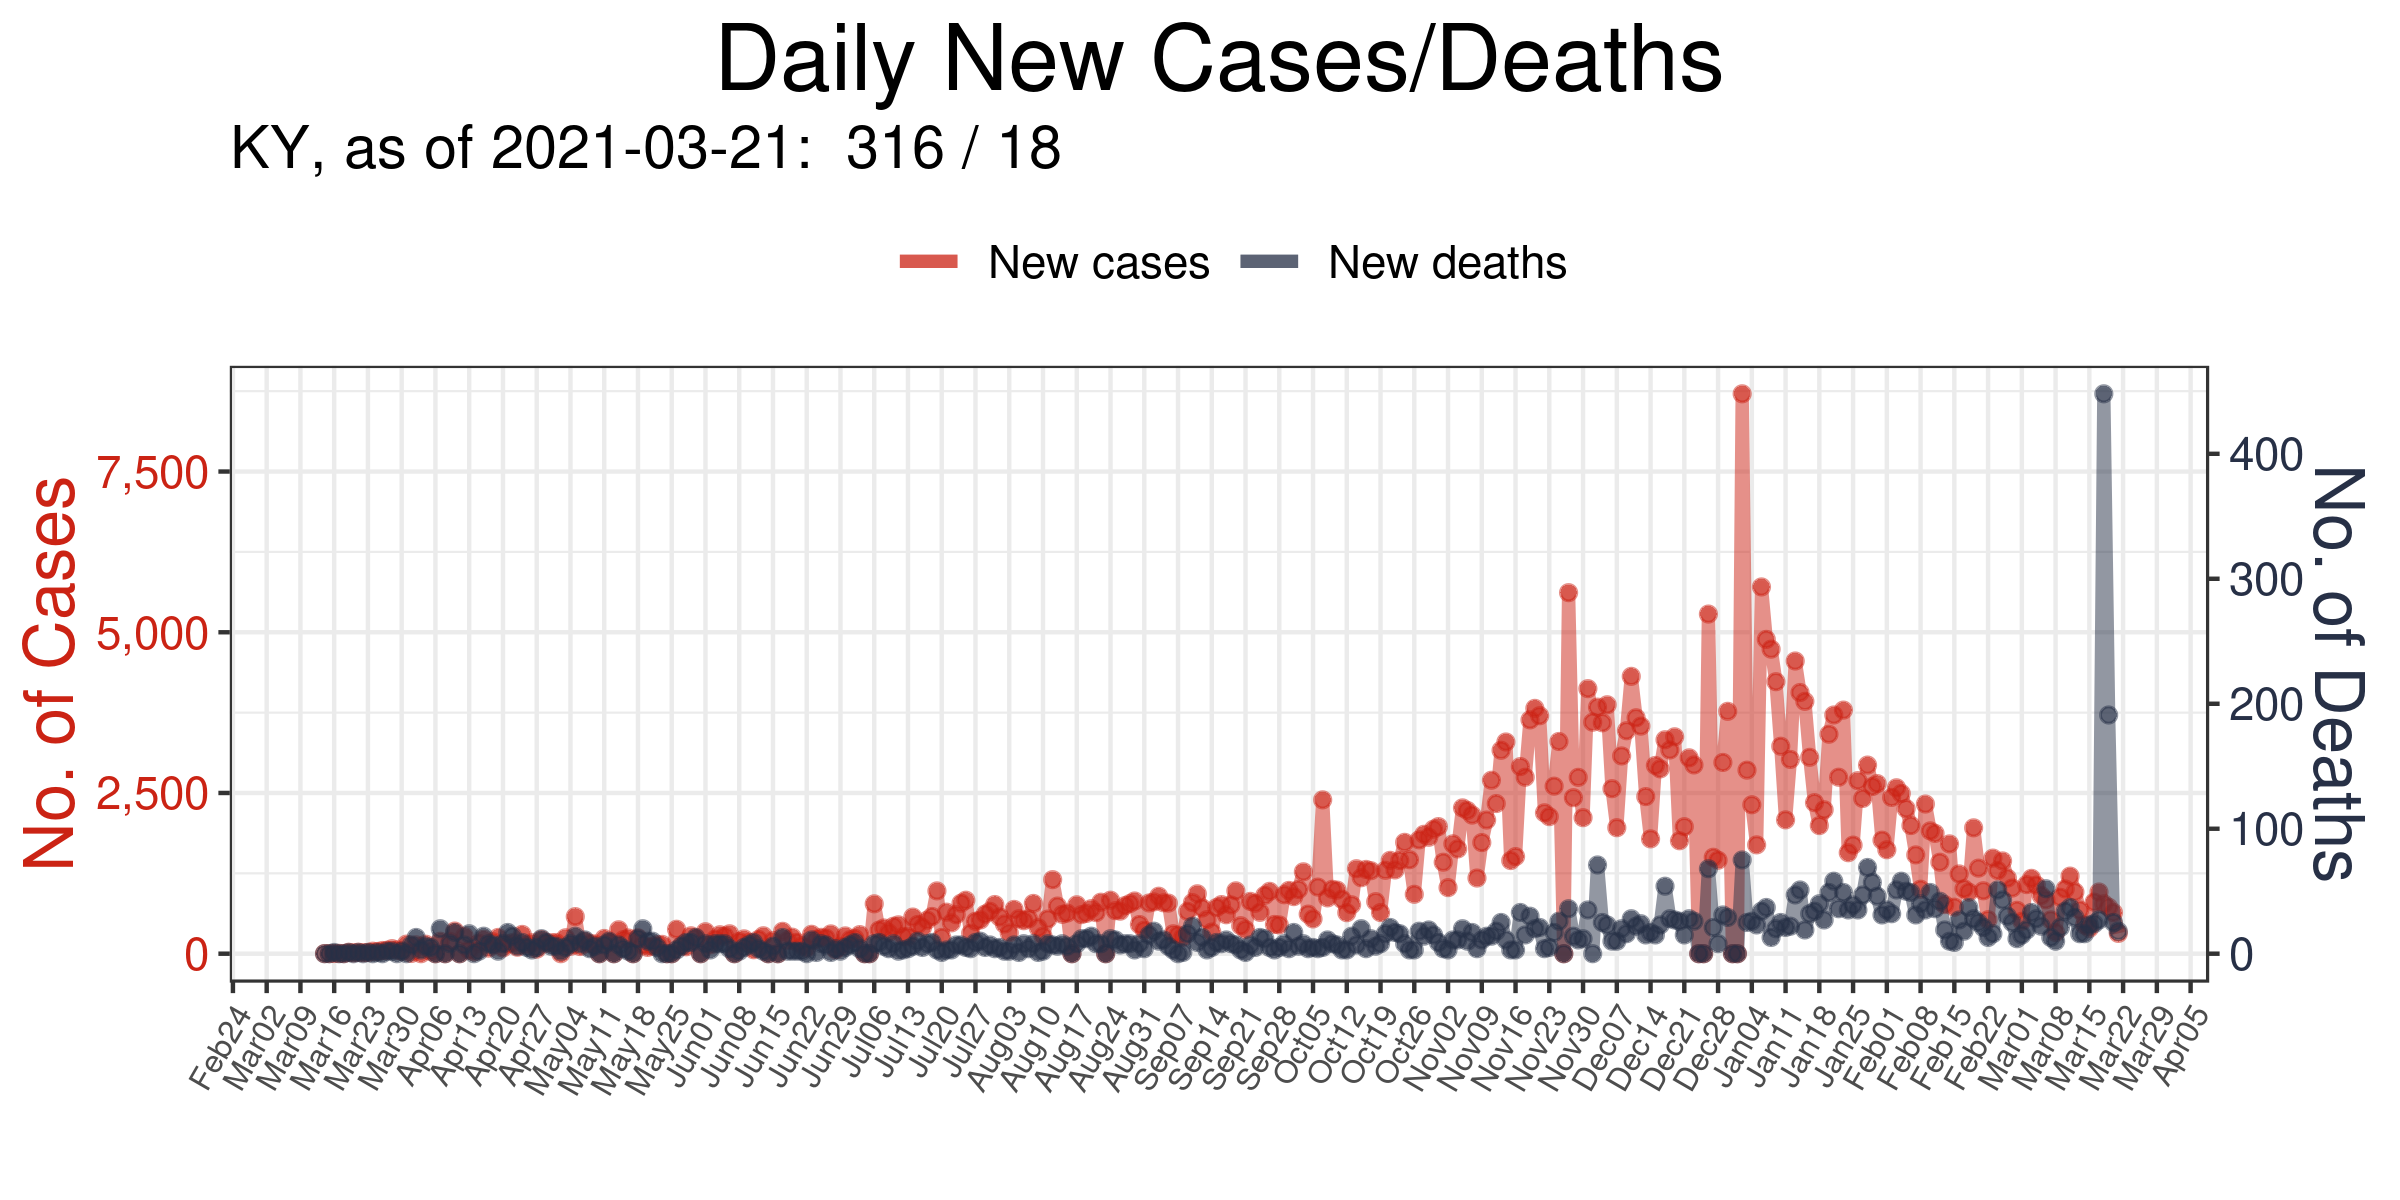 Daily New Cases/Deaths
KY, as of 2021-03-21: 316 / 18
New cases New deaths
No. of Cases
7,500
5,000
2,500
0
400
300
200
100
0
No. of Deaths
Feb24 Mar02 Mar09 Mar16 Mar23 Mar30 Apr06 Apr13 Apr20 Apr27 May04 May11 May18 May25 Jun01 Jun08 Jun15 Jun22 Jun29 Jul06 Jul13 Jul20 Jul27 Aug03 Aug10 Aug17 Aug24 Aug31 Sep07 Sep14 Sep21 Sep28 Oct05 Oct12 Oct19 Oct26 Nov02 Nov09 Nov16 Nov23 Nov30 Dec07 Dec14 Dec21 Dec28 Jan04 Jan11 Jan18 Jan25 Feb01 Feb08 Feb15 Feb22 Mar01 Mar08 Mar15 Mar22 Mar29 Apr05